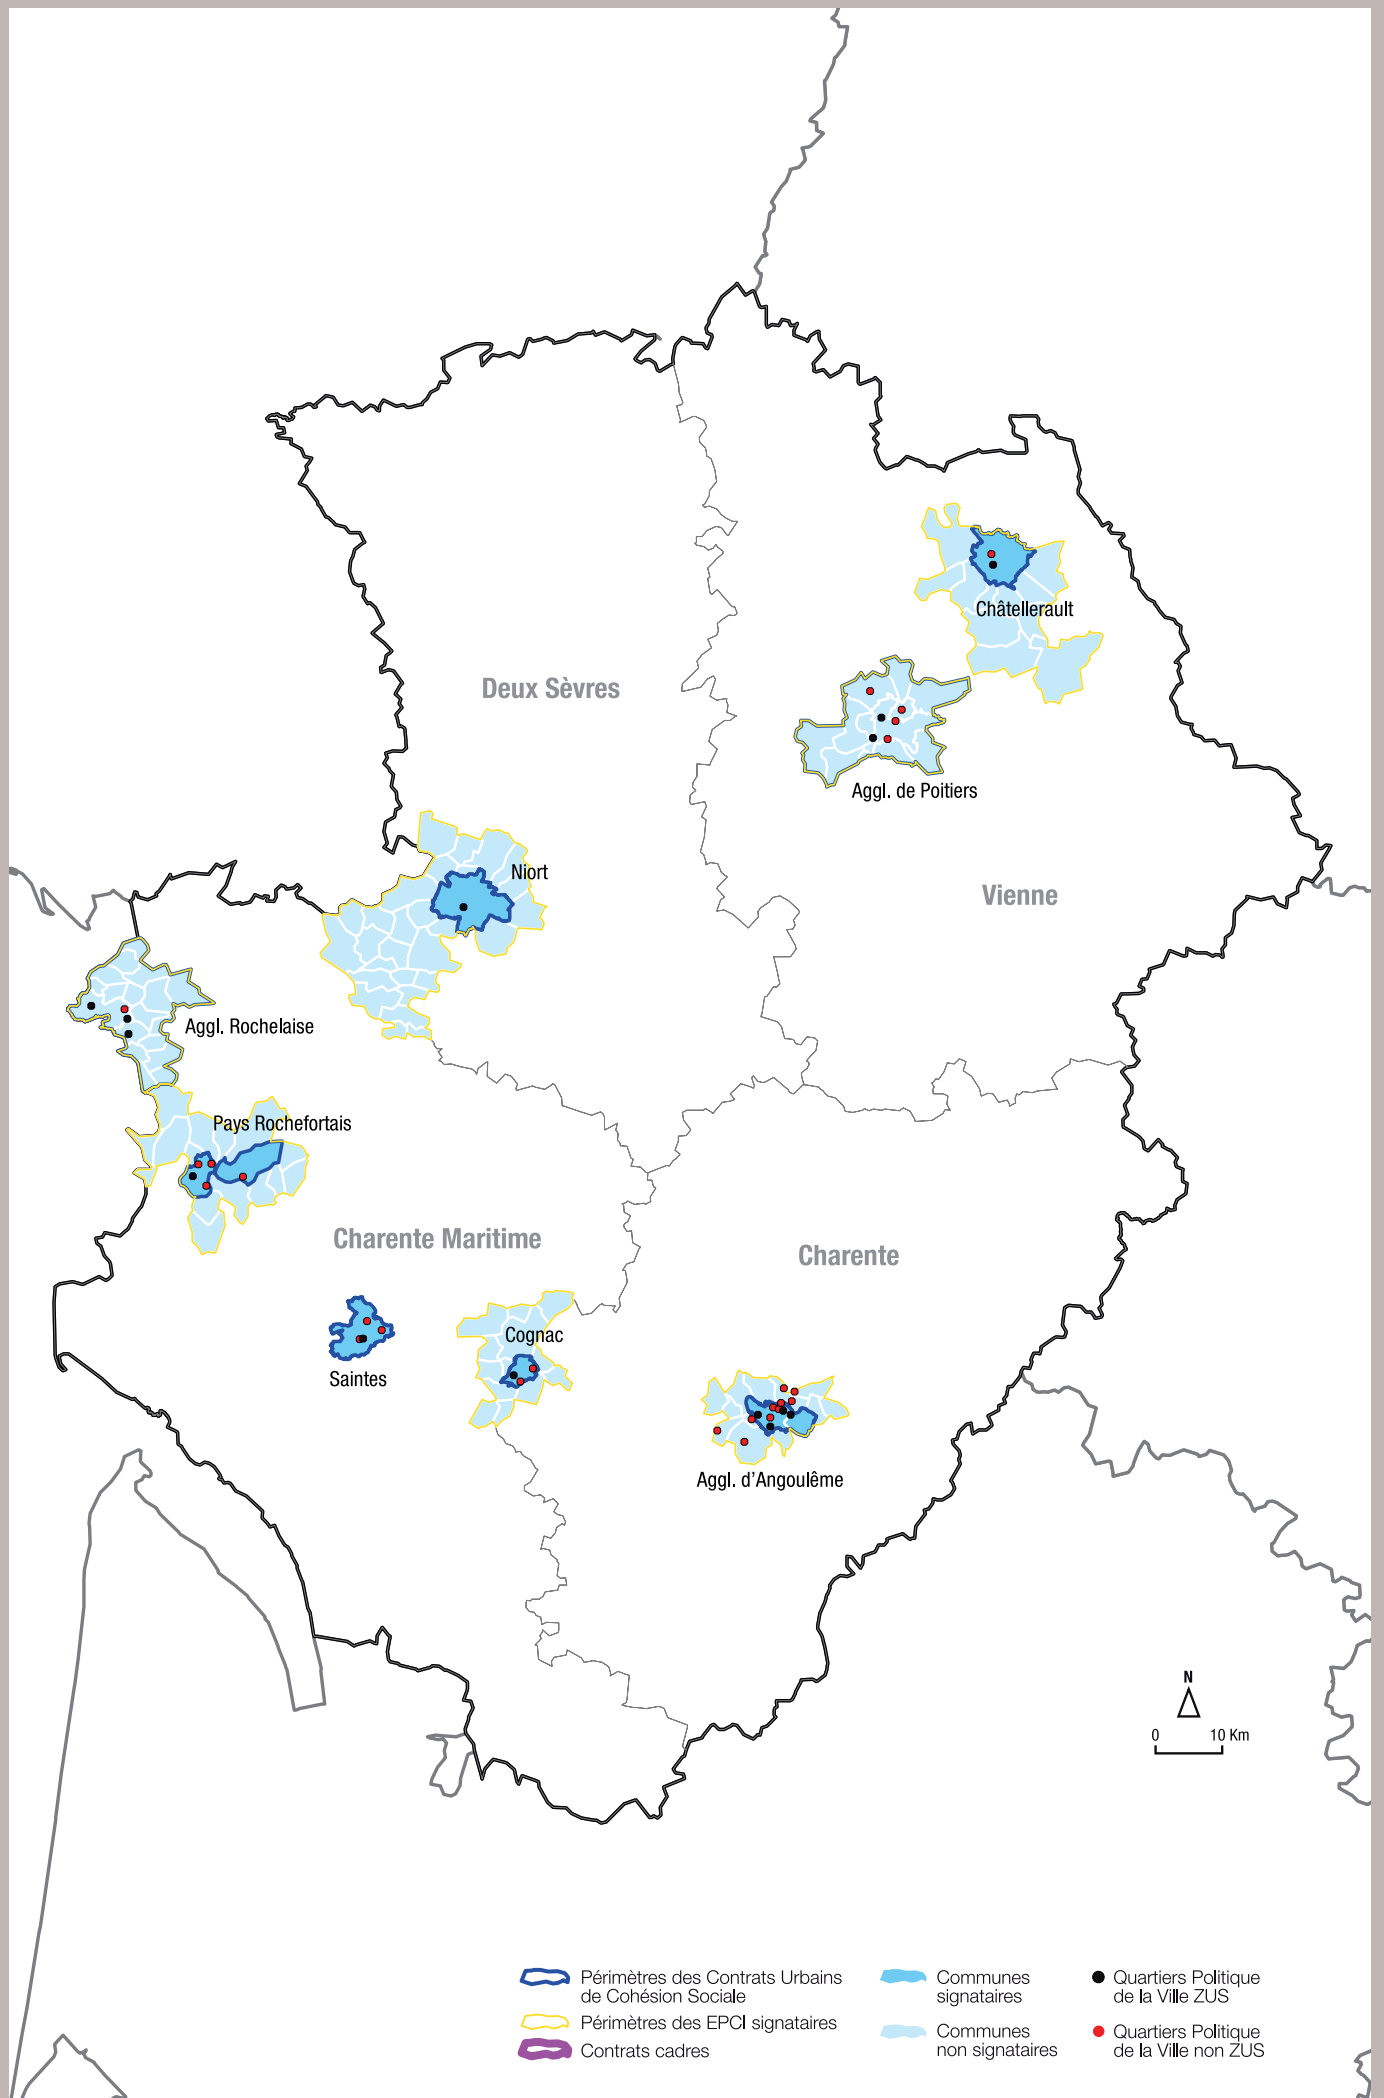 Châtellerault
Deux Sèvres
Aggl. de Poitiers
Niort
Vienne
Aggl. Rochelaise
Pays Rochefortais
Charente Maritime
Charente
Cognac
Saintes
Aggl. d'Angoulême
N
0 10 Km
Périmètres des Contrats Urbains
de Cohésion Sociale
Périmètres des EPCI signataires
Contrats cadres
Communes
signataires
Communes
non signataires
Quartiers Politique
de la Ville ZUS
Quartiers Politique
de la Ville non ZUS